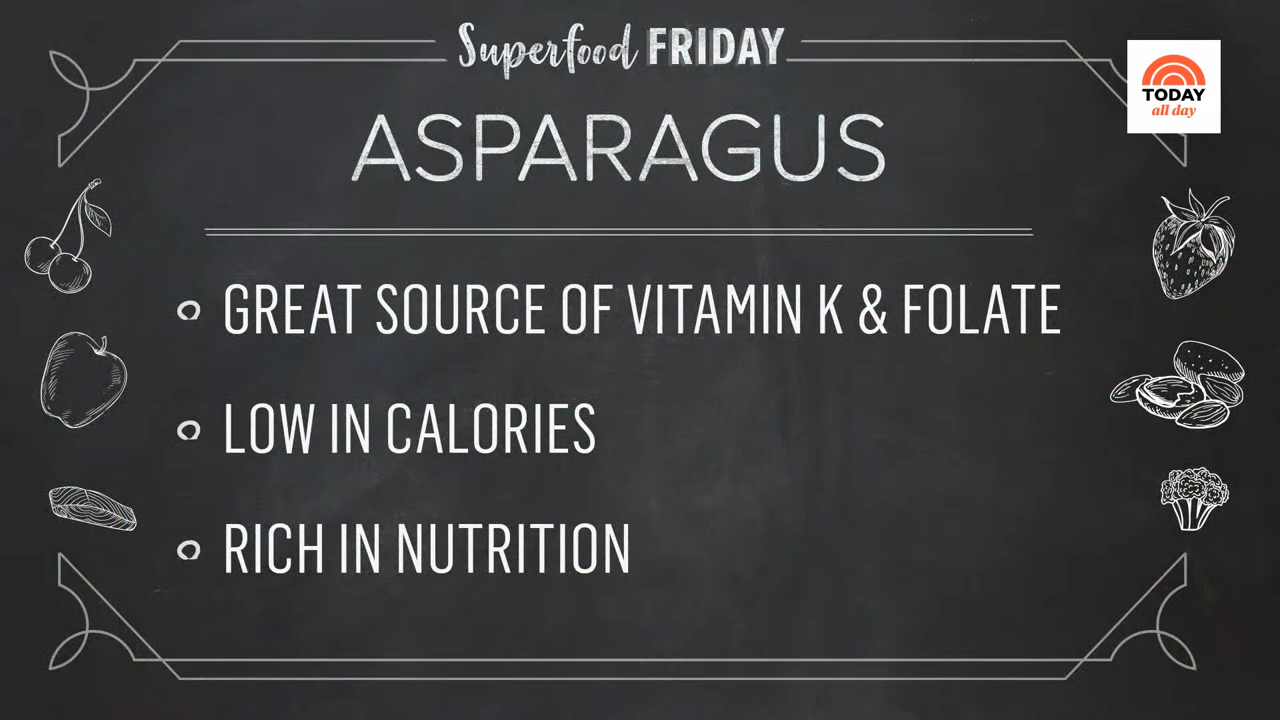 Superfood FRIDAY
TODAY
all day
ASPARAGUS
GREAT SOURCE OF VITAMIN K & FOLATE
LOW IN CALORIES
RICH IN NUTRITION